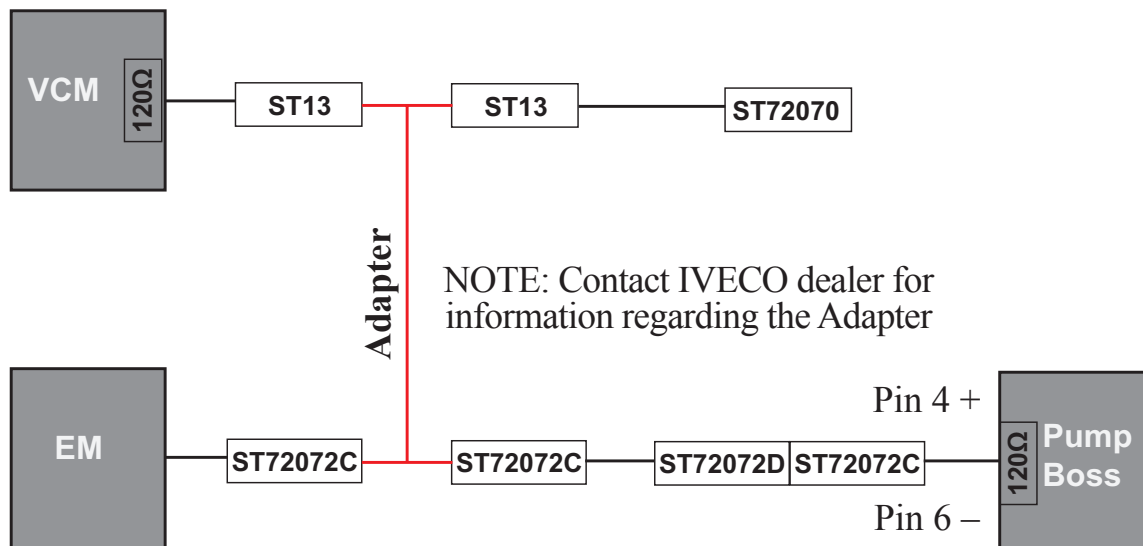 VCM
120Ω
ST13
ST13
ST72070
Adapter
NOTE: Contact IVECO dealer for
information regarding the Adapter
EM
ST72072C
ST72072C
ST72072D
ST72072C
Pin 4 +
Pin 6 –
120Ω
Pump
Boss